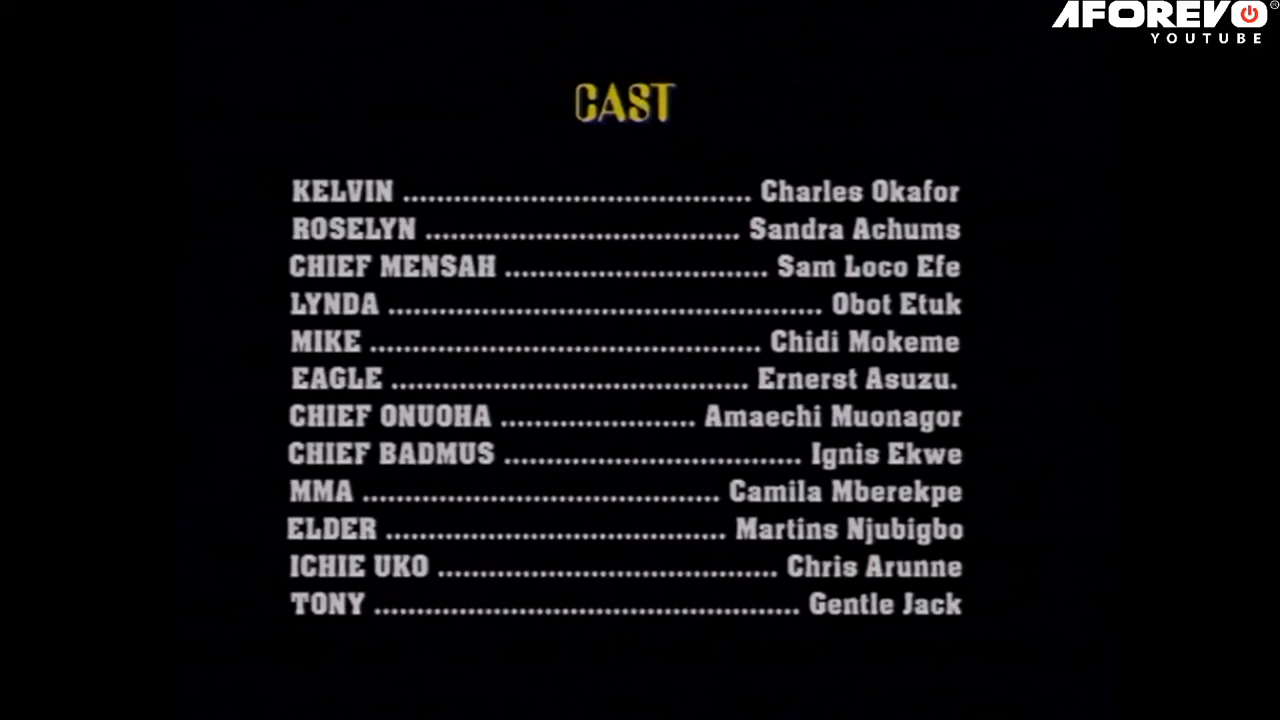 AFOREVO
YOUTUBE
CAST
KELVIN ......................................... Charles Okafor
ROSELYN ..................................... Sandra Achums
CHIEF MENSAH ............................... Sam Loco Efe
LYNDA ................................................... Obot Etuk
MIKE .............................................. Chidi Mokeme
EAGLE .......................................... Ernerst Asuzu.
CHIEF ONUOHA ....................... Amaechi Muonagor
CHIEF BADMUS ................................... Ignis Ekwe
MMA .......................................... Camila Mberekpe
ELDER ........................................ Martins Njubigbo
ICHIE UKO ........................................ Chris Arunne
TONY .................................................. Gentle Jack